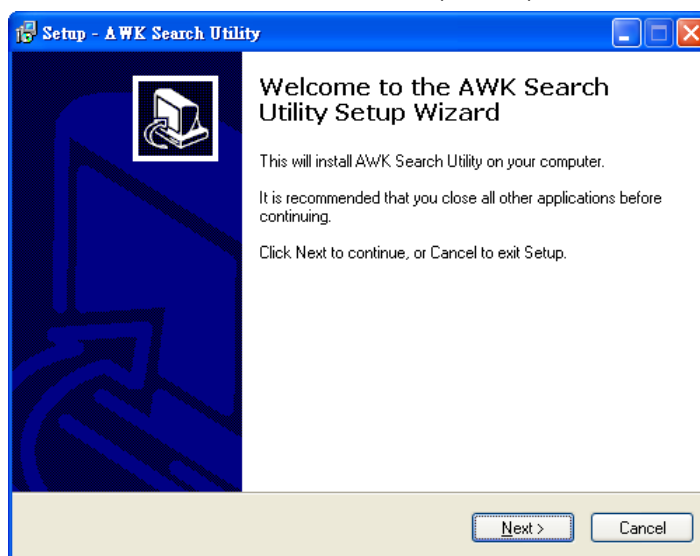 Setup - AWK Search Utility
Welcome to the AWK Search
Utility Setup Wizard
This will install AWK Search Utility on your computer.
It is recommended that you close all other applications before
continuing.
Click Next to continue, or Cancel to exit Setup.
Next >
Cancel